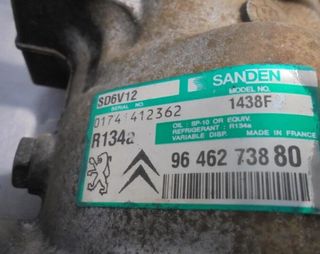 SANDEN
SD6V12
SERIAL NO.
MODEL NO.
01741412362
1438F
OIL : SP-10 OR EQUIV.
REFRIGERANT : R134a
VARIABLE DISP. MADE IN FRANCE
R134a
96 462 738 80